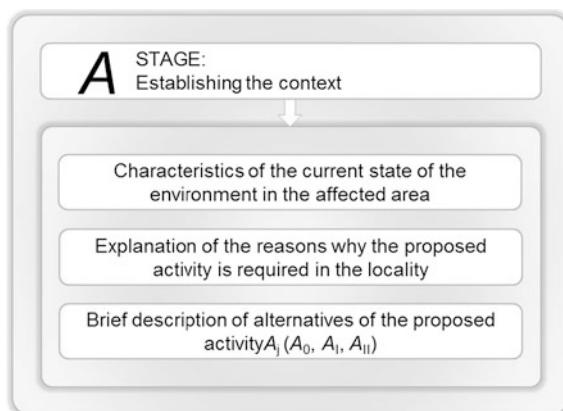 A STAGE:
Establishing the context
Characteristics of the current state of the
environment in the affected area
Explanation of the reasons why the proposed
activity is required in the locality
Brief description of alternatives of the proposed
activityAj (A0, AI, AII)